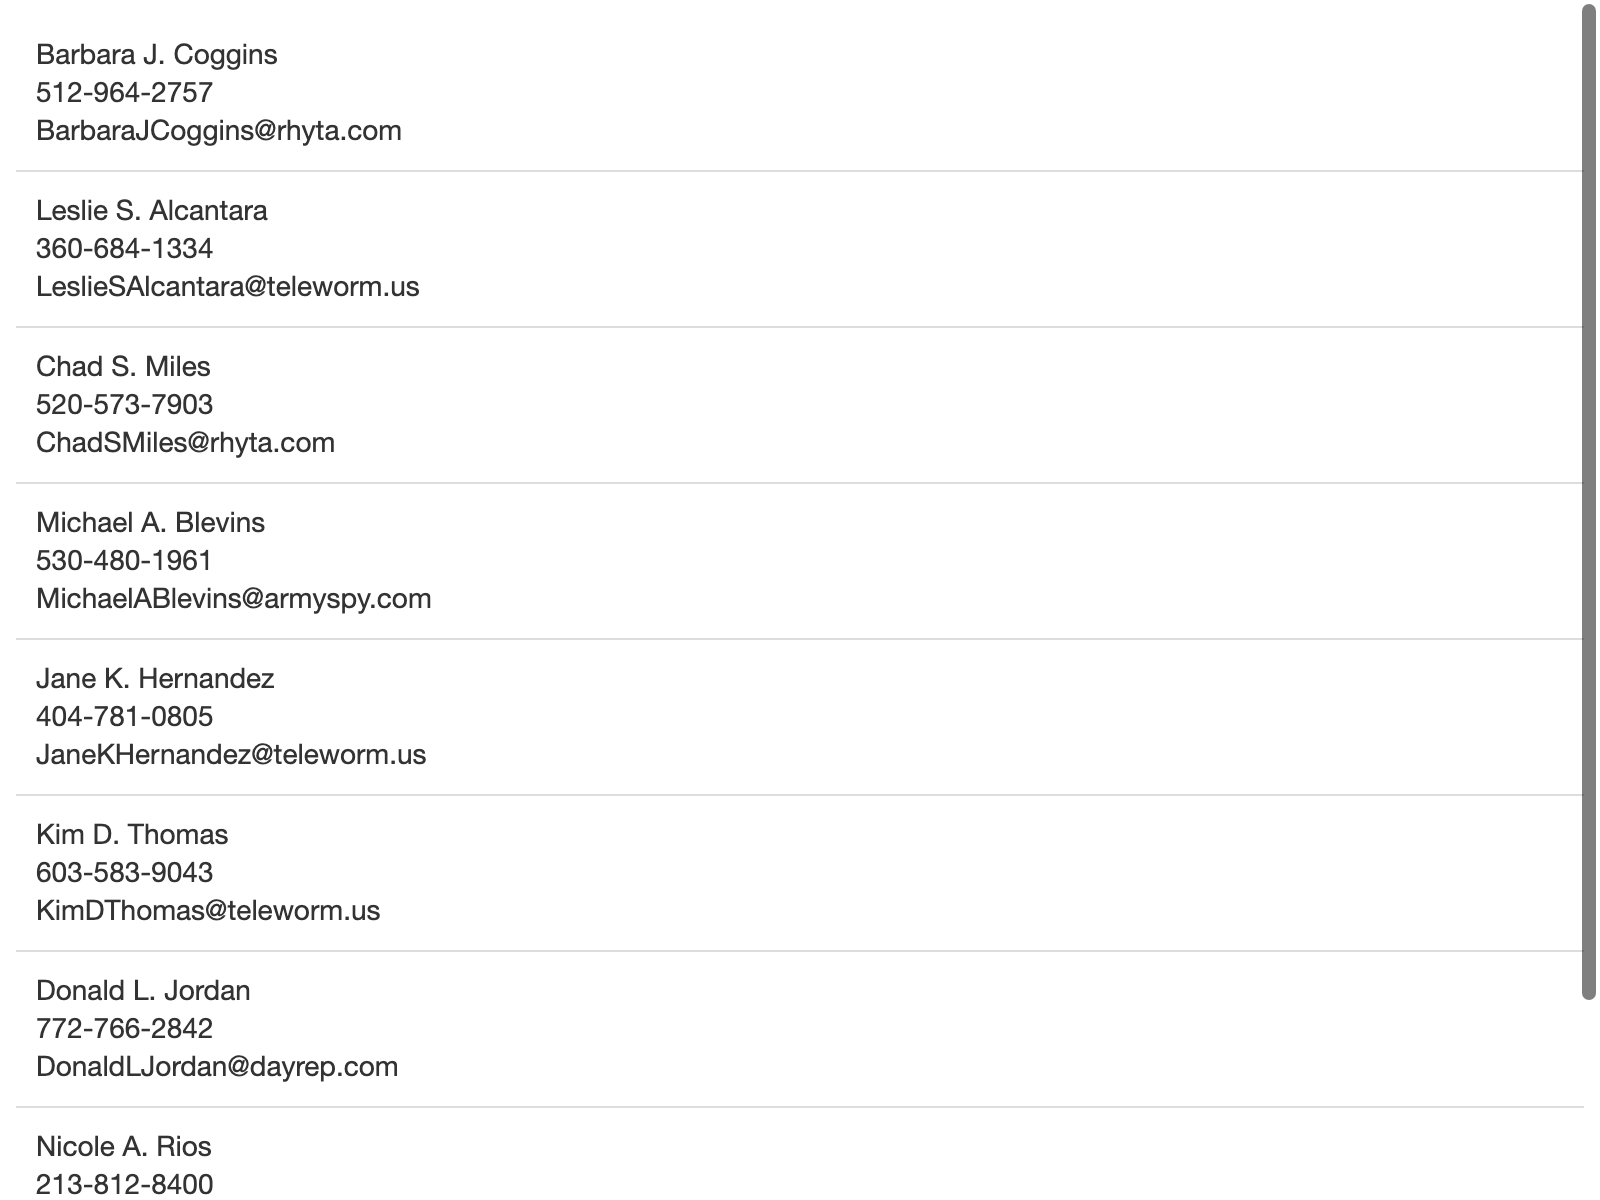 Barbara J. Coggins
512-964-2757
BarbaraJCoggins@rhyta.com
Leslie S. Alcantara
360-684-1334
LeslieSAlcantara@teleworm.us
Chad S. Miles
520-573-7903
ChadSMiles@rhyta.com
Michael A. Blevins
530-480-1961
MichaelABlevins@armyspy.com
Jane K. Hernandez
404-781-0805
JaneKHernandez@teleworm.us
Kim D. Thomas
603-583-9043
KimDThomas@teleworm.us
Donald L. Jordan
772-766-2842
DonaldLJordan@dayrep.com
Nicole A. Rios
213-812-8400